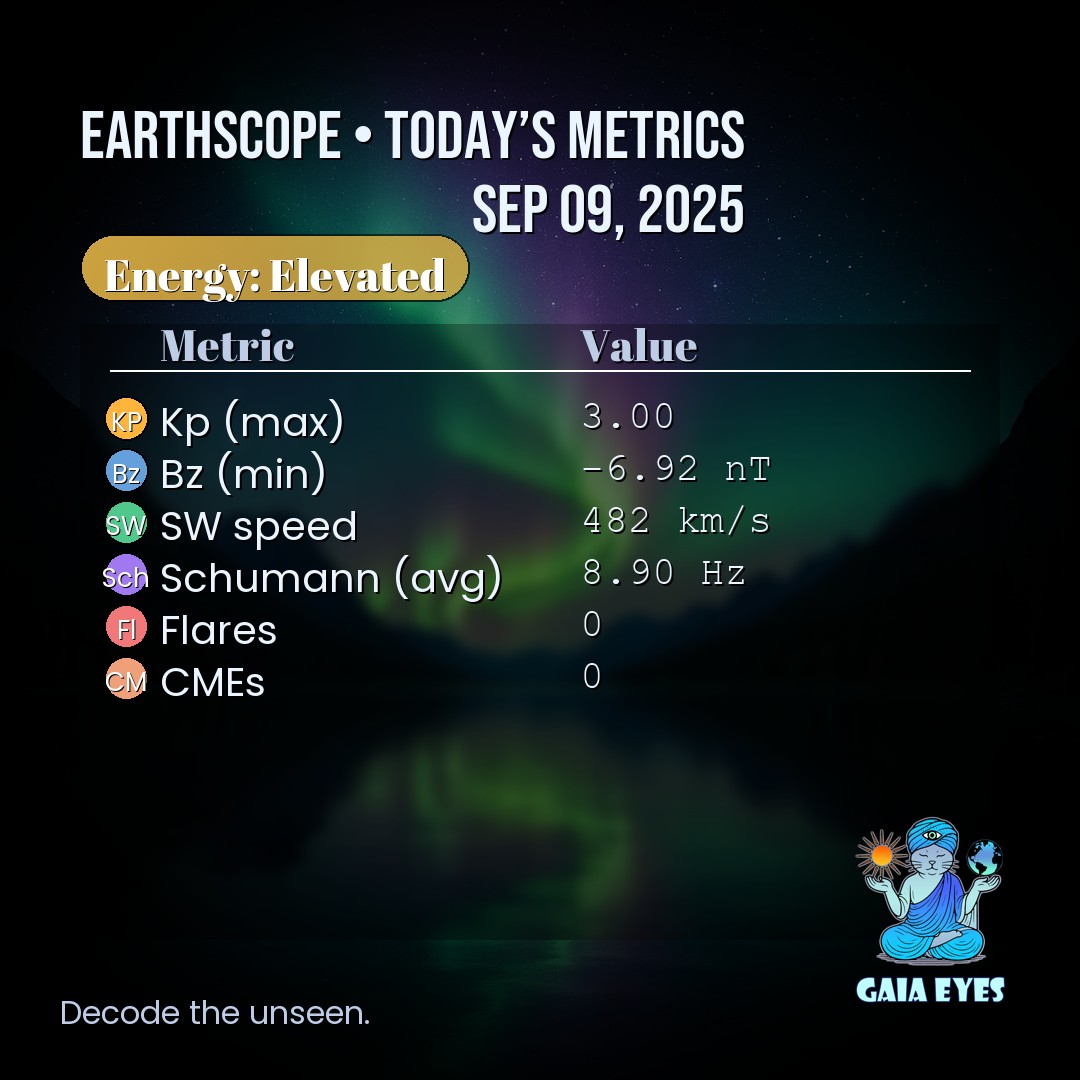 EARTHSCOPE • TODAY’S METRICS
SEP 09, 2025
Energy: Elevated
Metric Value
KP Kp (max) 3.00
Bz Bz (min) -6.92 nT
SW SW speed 482 km/s
Sch Schumann (avg) 8.90 Hz
Fl Flares 0
CM CMEs 0
GAIA EYES
Decode the unseen.